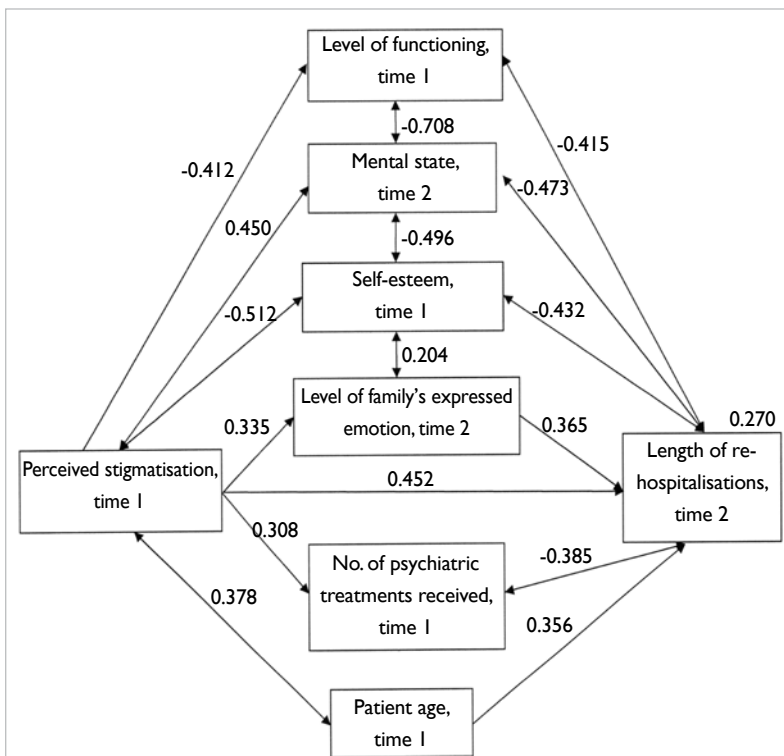 Level of functioning,
time 1
-0.708
-0.412
-0.415
Mental state,
time 2
-0.473
0.450
-0.496
Self-esteem,
time 1
-0.512
-0.432
0.204
Level of family's expressed
emotion, time 2
0.335
0.365
0.270
Perceived stigmatisation,
time 1
0.452
Length of re-
hospitalisations,
time 2
0.308
No. of psychiatric
treatments received,
time 1
-0.385
0.378
0.356
Patient age,
time 1